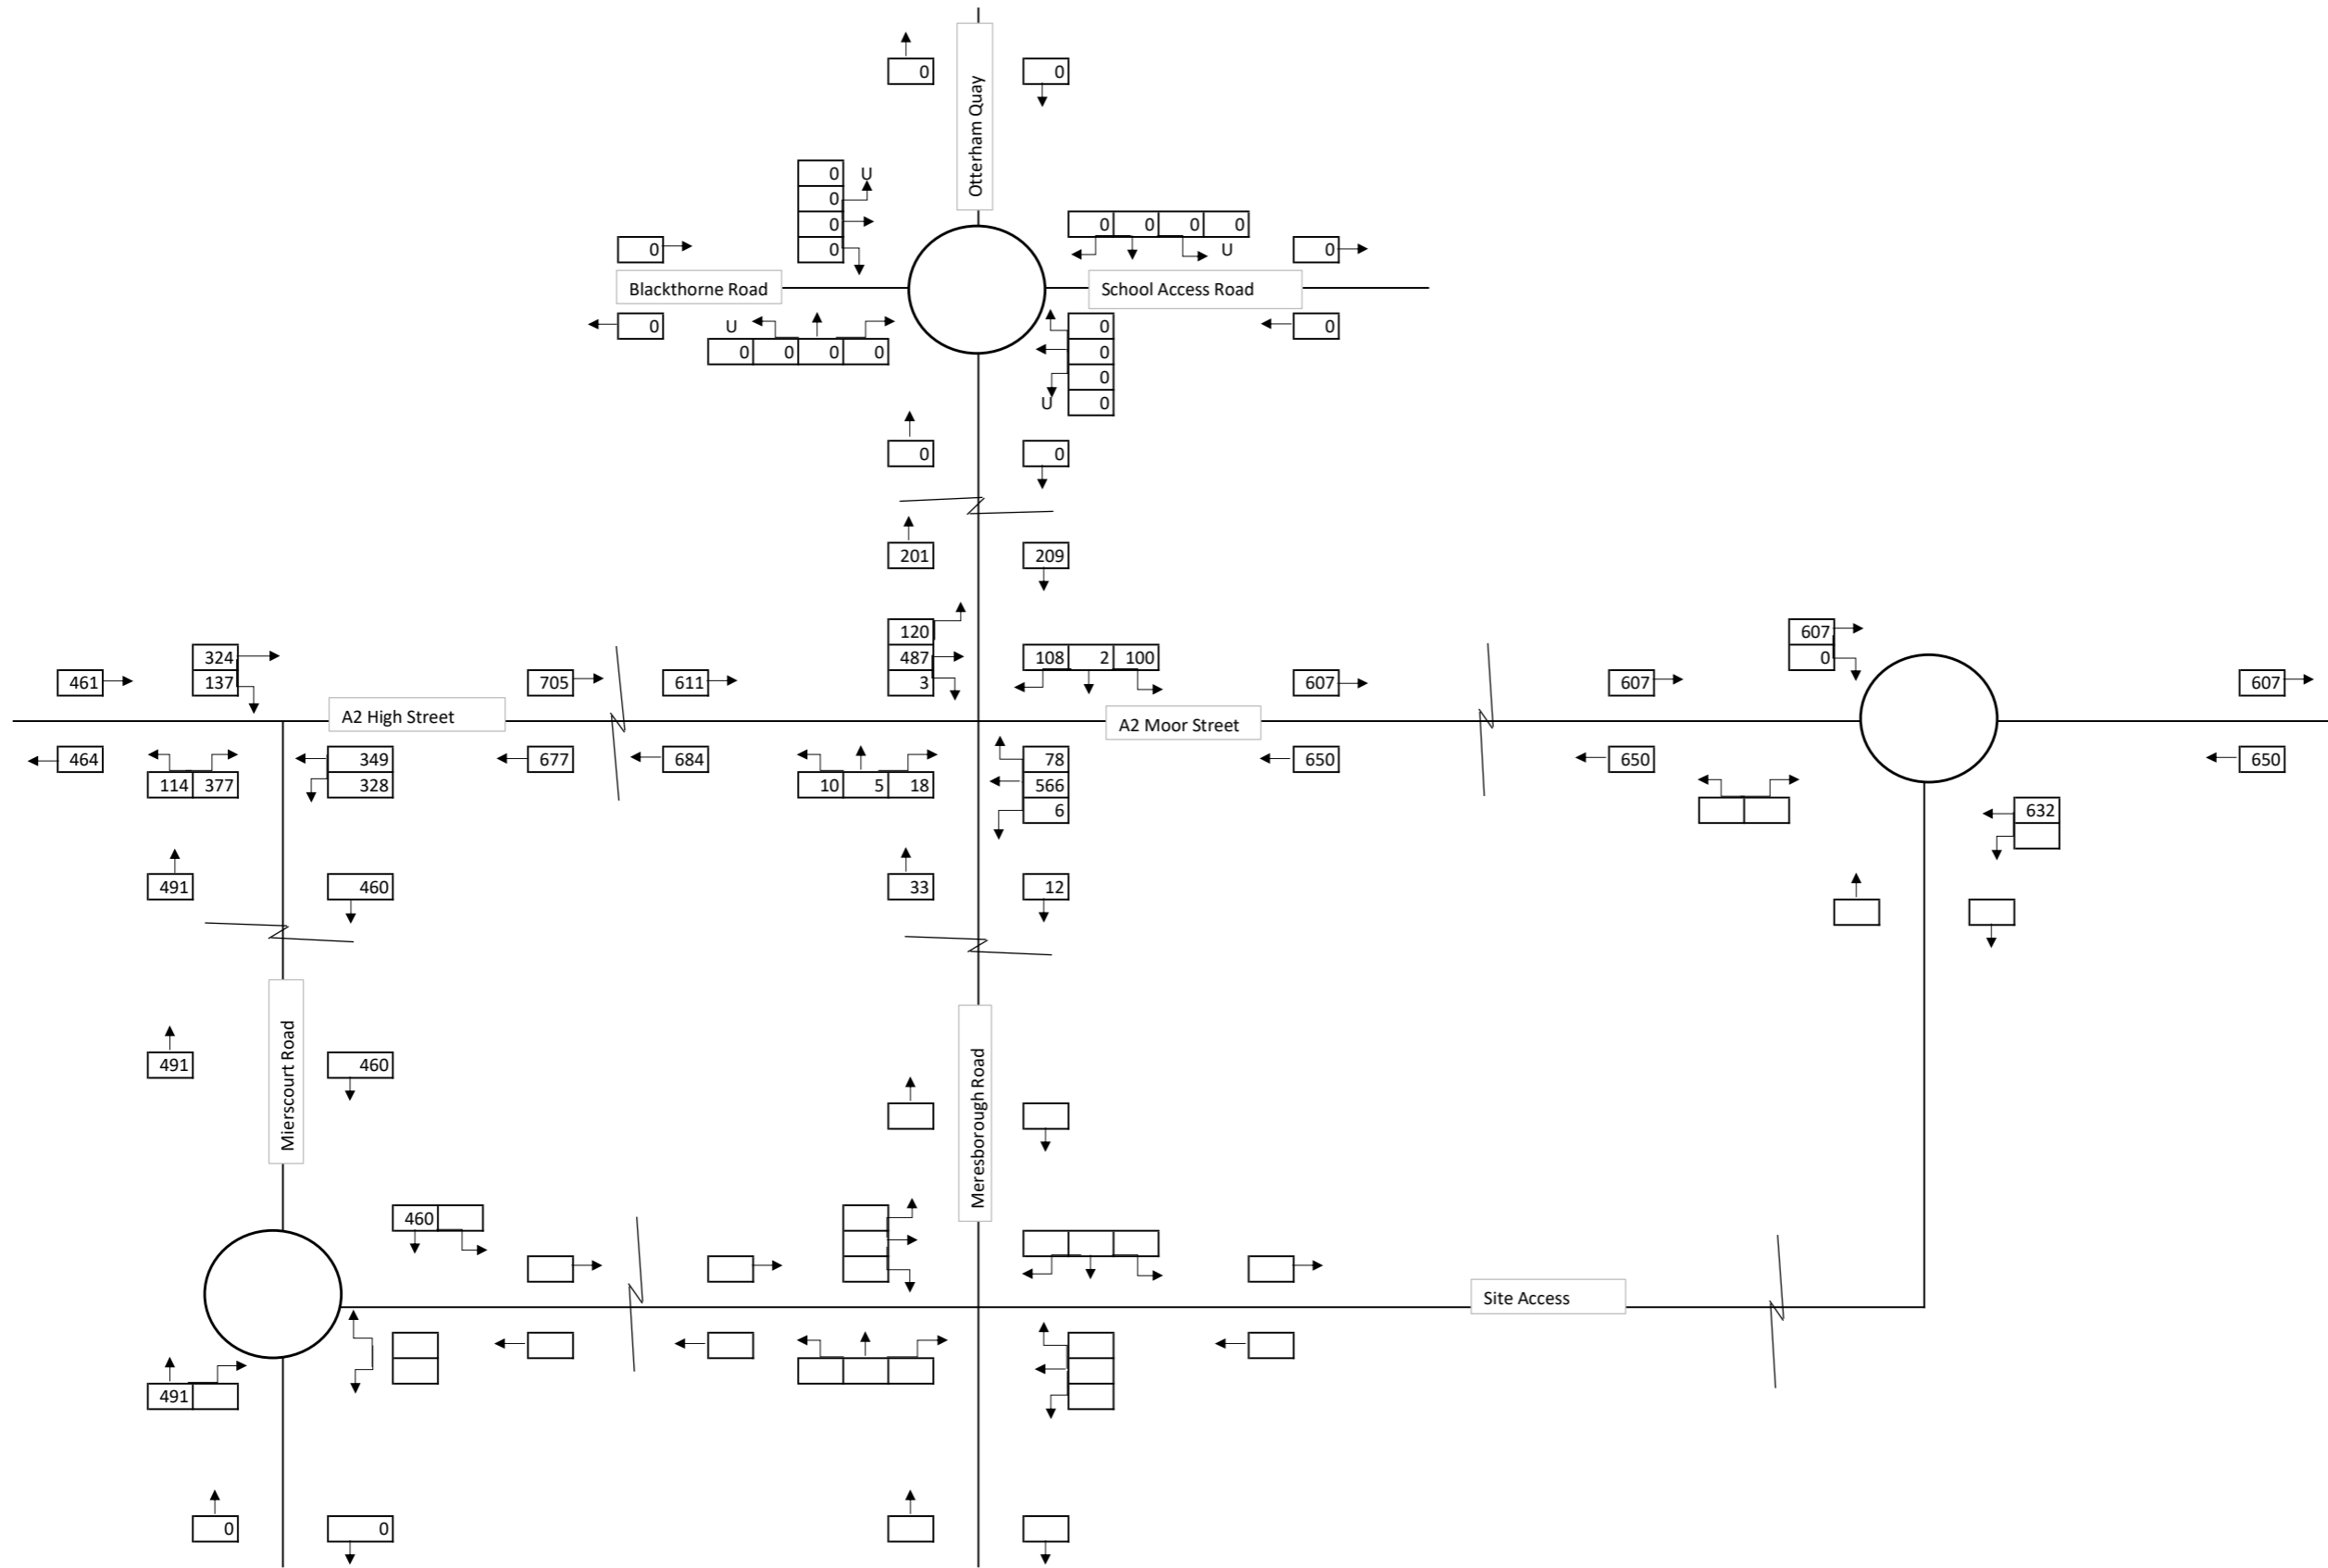 0 0
Otterham Quay
0 U
0
0
0
0 0 0 0
U
0
0
Blackthorne Road
School Access Road
0
U
0 0 0 0
0
0
0
0
U
0
0 0
201 209
120
487
3
108 2 100
324
137
461
705
611
607
607
607
0
607
A2 High Street
A2 Moor Street
464
114 377
349
328
677
684
10 5 18
78
566
6
650
650
650
632
491 460
33 12
Mierscourt Road
491 460
Meresborough Road
460
Site Access
491
0 0